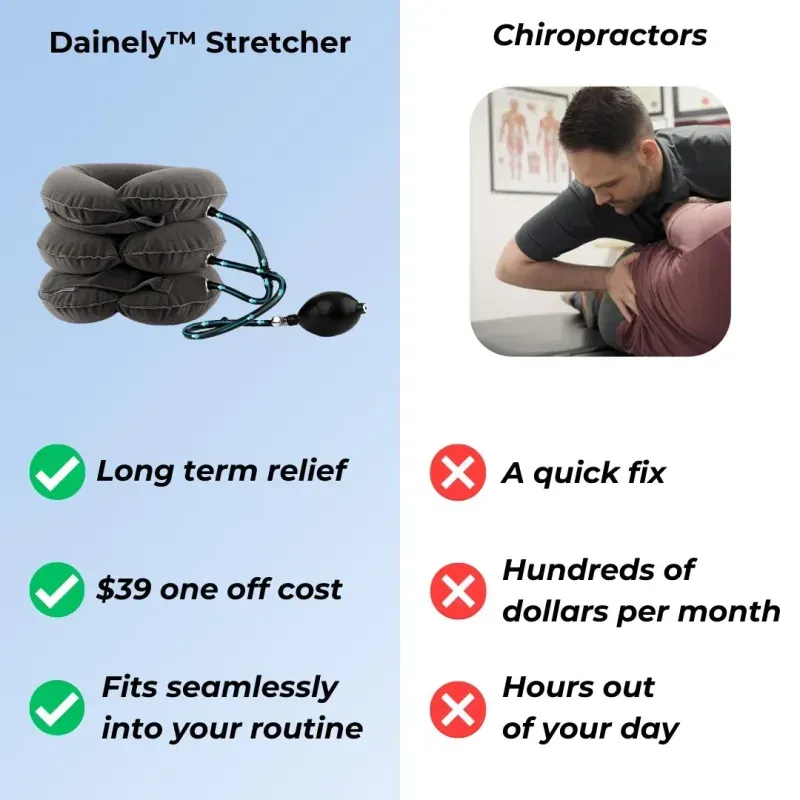 Dainely™ Stretcher
Chiropractors
Long term relief
$39 one off cost
Fits seamlessly
into your routine
A quick fix
Hundreds of
dollars per month
Hours out
of your day